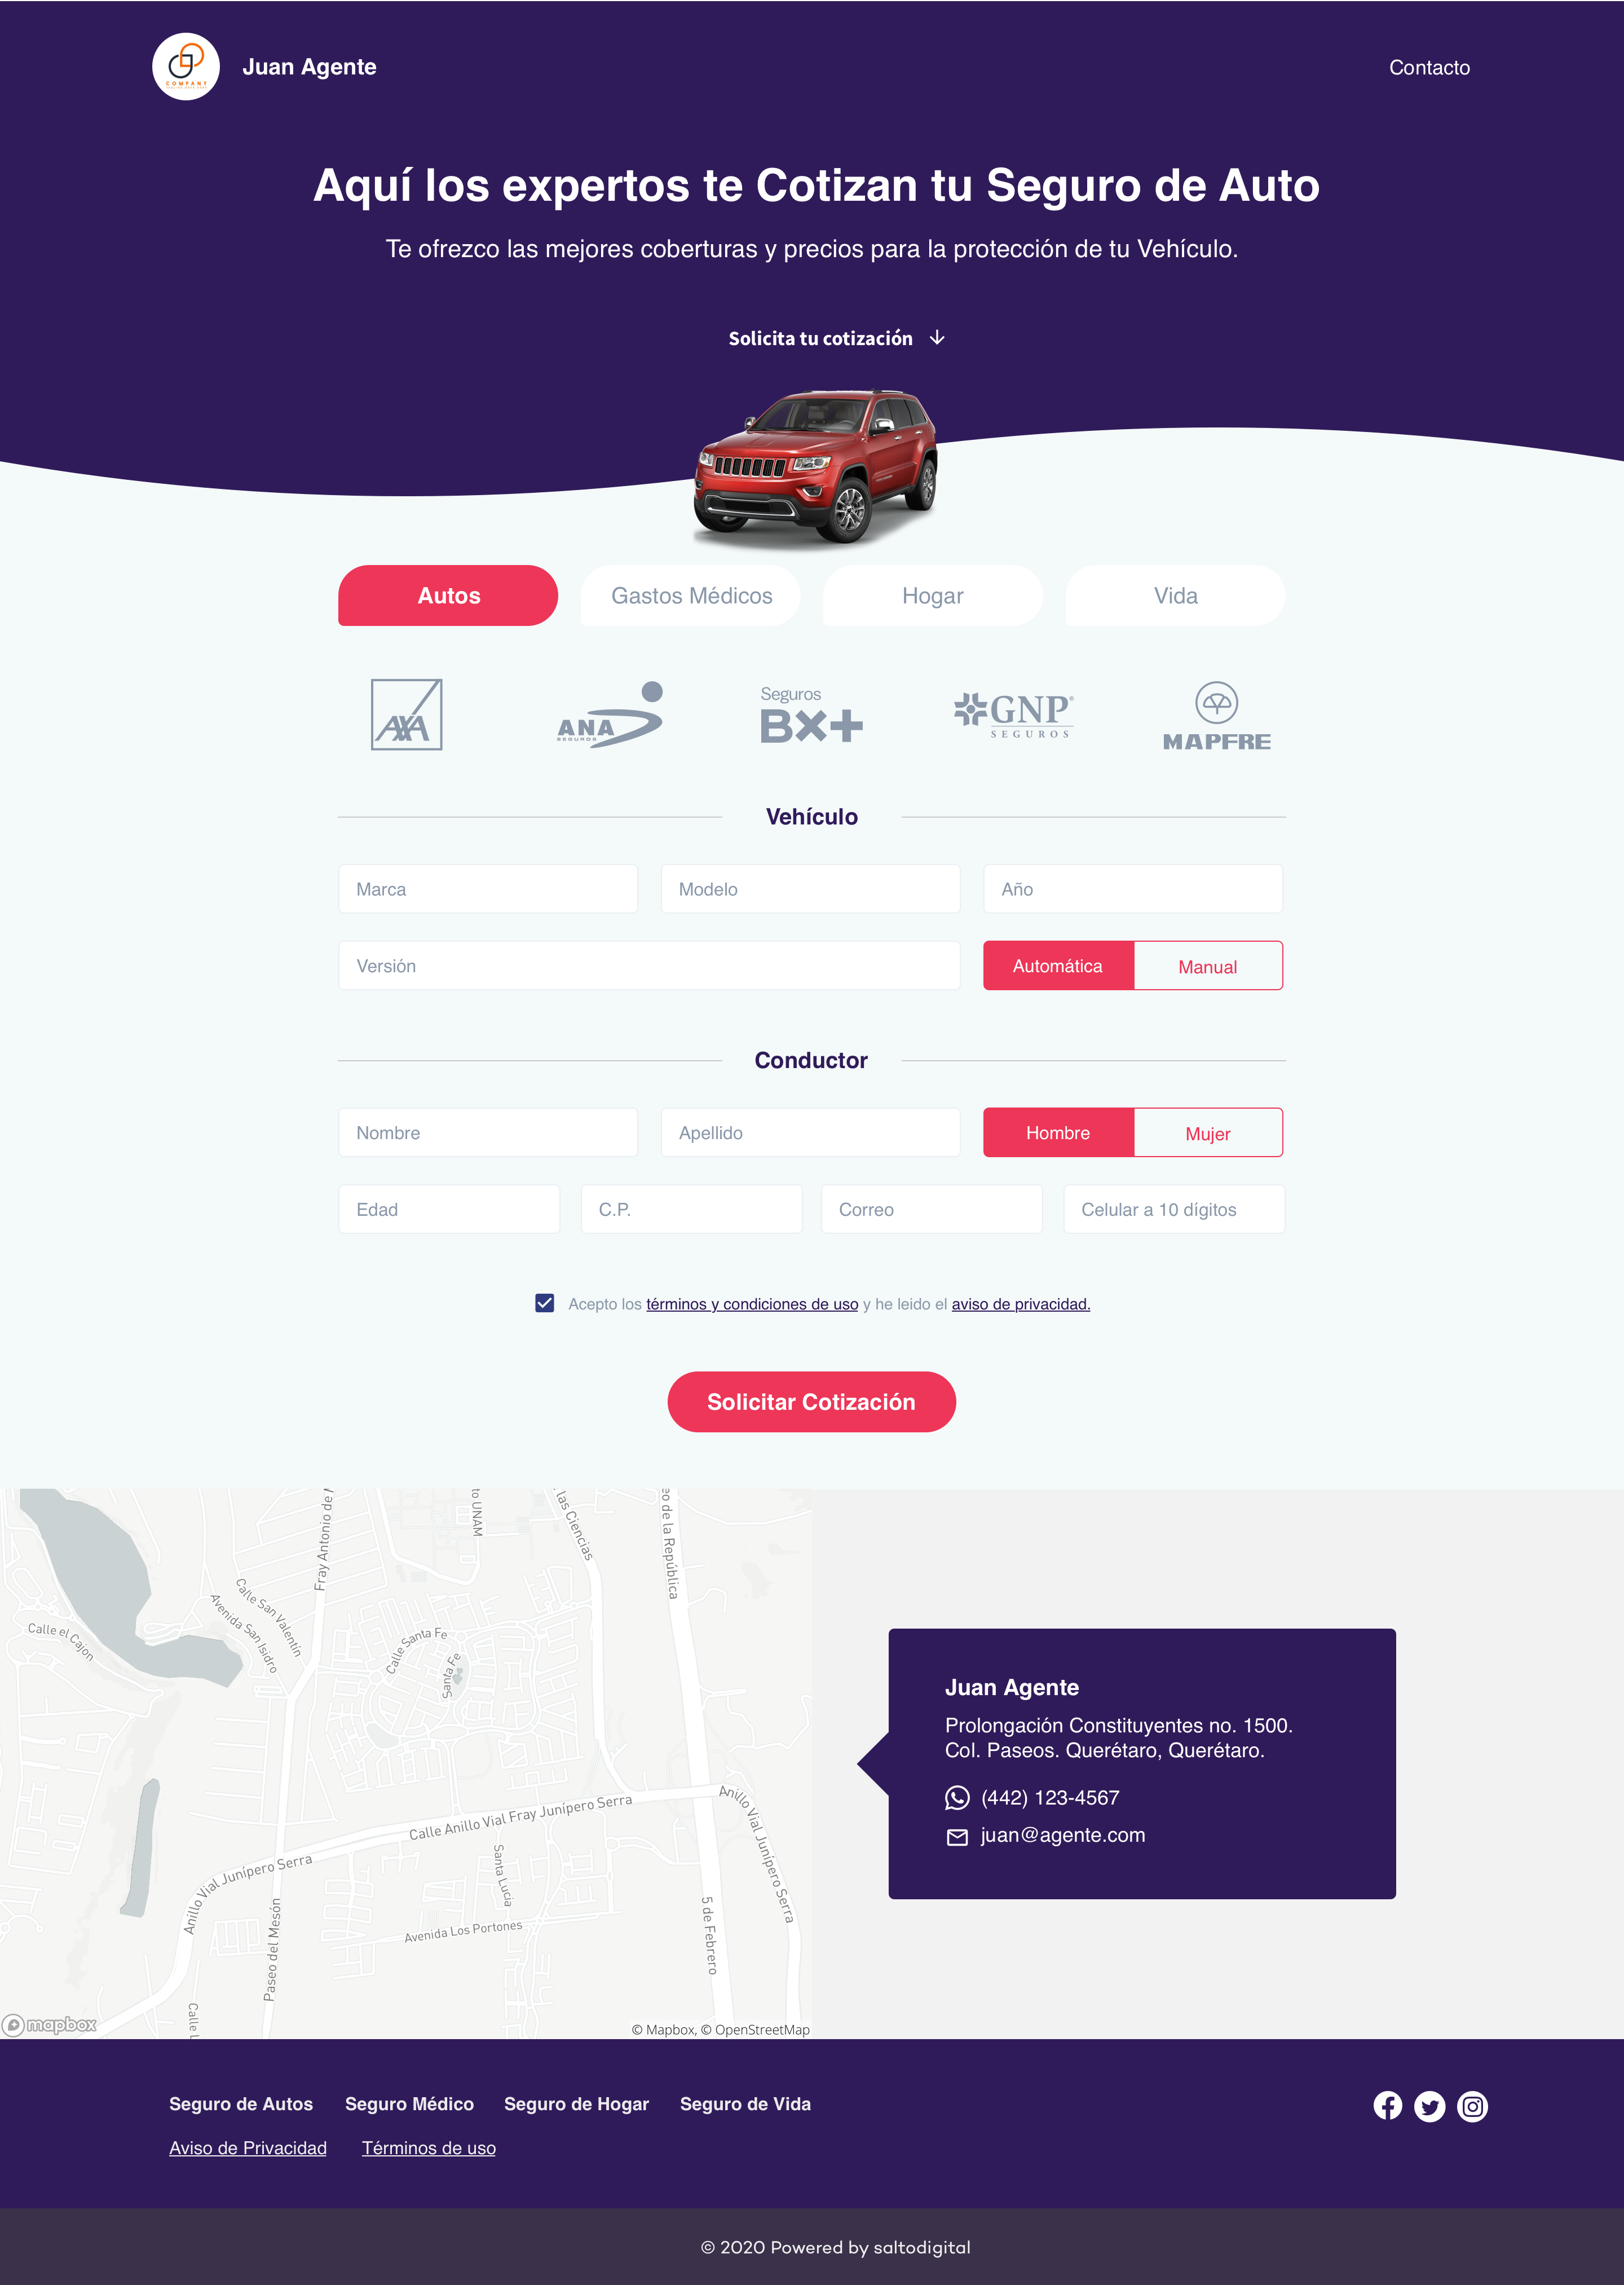 COMPANY
Juan Agente
Contacto
Aquí los expertos te Cotizan tu Seguro de Auto
Te ofrezco las mejores coberturas y precios para la protección de tu Vehículo.
Solicita tu cotización
Autos
Gastos Médicos
Hogar
Vida
AXA
ANA
SEGUROS
Seguros
BX+
GNP®
SEGUROS
MAPFRE
Vehículo
Marca
Modelo
Año
Versión
Automática
Manual
Conductor
Nombre
Apellido
Hombre
Mujer
Edad
C.P.
Correo
Celular a 10 dígitos
Acepto los términos y condiciones de uso y he leido el aviso de privacidad.
Solicitar Cotización
Fray Antonio de
to UNAM
las Ciencias
eo de la República
Calle San Valentín
Avenida San Isidro
Calle el Cajon
Calle Santa Fe
Santa Fe
Calle Anillo Vial Fray Junípero Serra
Anillo Vial Junípero Serra
Anillo Vial Junípero Serra
Santa Lucia
Avenida Los Portones
Paseo del Mesón
5 de Febrero
Calle L
mapbox
© Mapbox, © OpenStreetMap
Juan Agente
Prolongación Constituyentes no. 1500.
Col. Paseos. Querétaro, Querétaro.
(442) 123-4567
juan@agente.com
Seguro de Autos
Seguro Médico
Seguro de Hogar
Seguro de Vida
Aviso de Privacidad
Términos de uso
© 2020 Powered by saltodigital